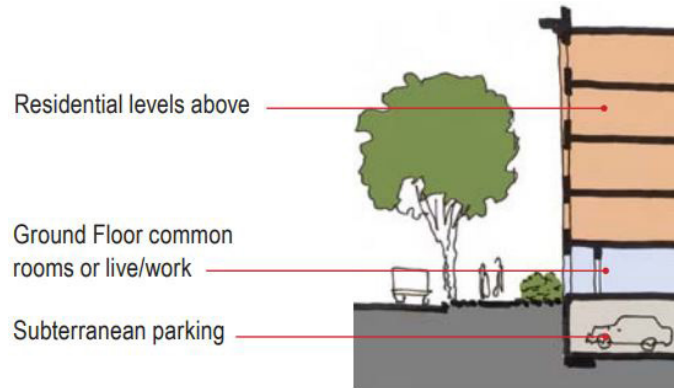 Residential levels above
Ground Floor common
rooms or live/work
Subterranean parking